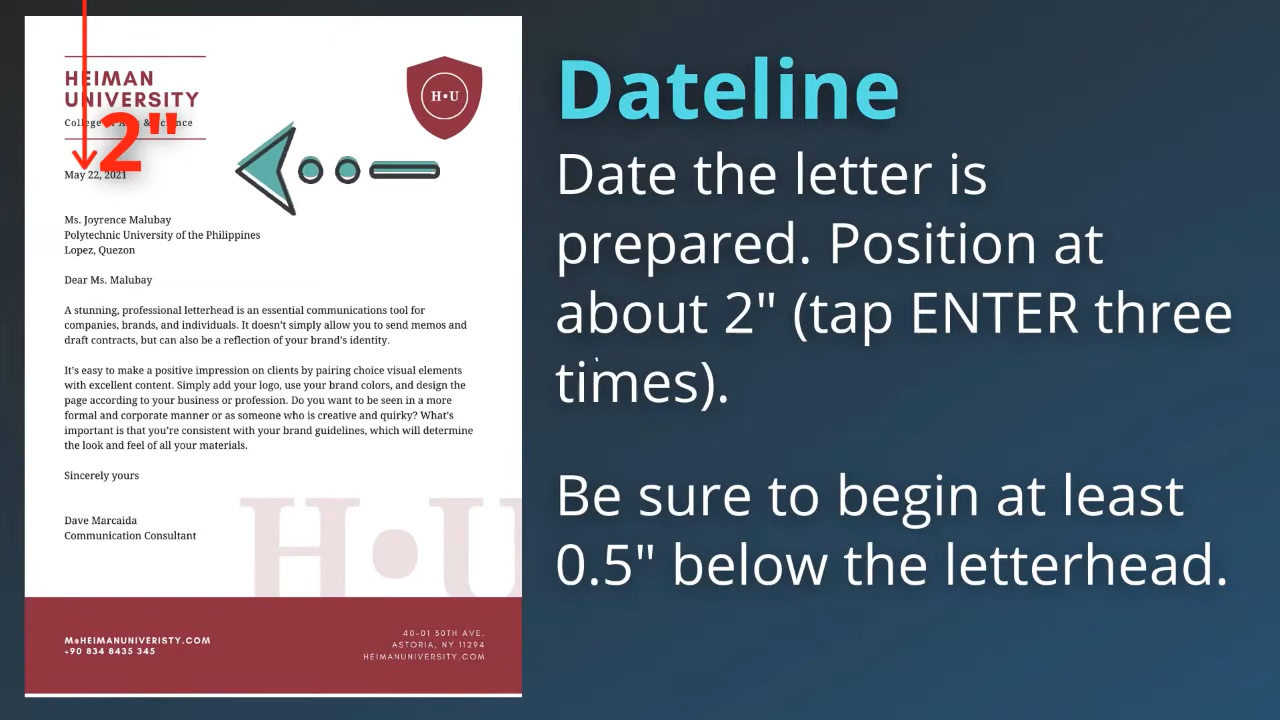 HEIMAN
UNIVERSITY
College of Arts & Science
H•U
2"
May 22, 2021
Ms. Joyrence Malubay
Polytechnic University of the Philippines
Lopez, Quezon
Dear Ms. Malubay
A stunning, professional letterhead is an essential communications tool for
companies, brands, and individuals. It doesn't simply allow you to send memos and
draft contracts, but can also be a reflection of your brand's identity.
It's easy to make a positive impression on clients by pairing choice visual elements
with excellent content. Simply add your logo, use your brand colors, and design the
page according to your business or profession. Do you want to be seen in a more
formal and corporate manner or as someone who is creative and quirky? What's
important is that you're consistent with your brand guidelines, which will determine
the look and feel of all your materials.
Sincerely yours
Dave Marcaida
Communication Consultant
H•U
M@HEIMANUNIVERISTY.COM
+90 834 8435 345
40-01 30TH AVE.
ASTORIA, NY 11294
HEIMANUNIVERSITY.COM
Dateline
Date the letter is
prepared. Position at
about 2" (tap ENTER three
times).
Be sure to begin at least
0.5" below the letterhead.